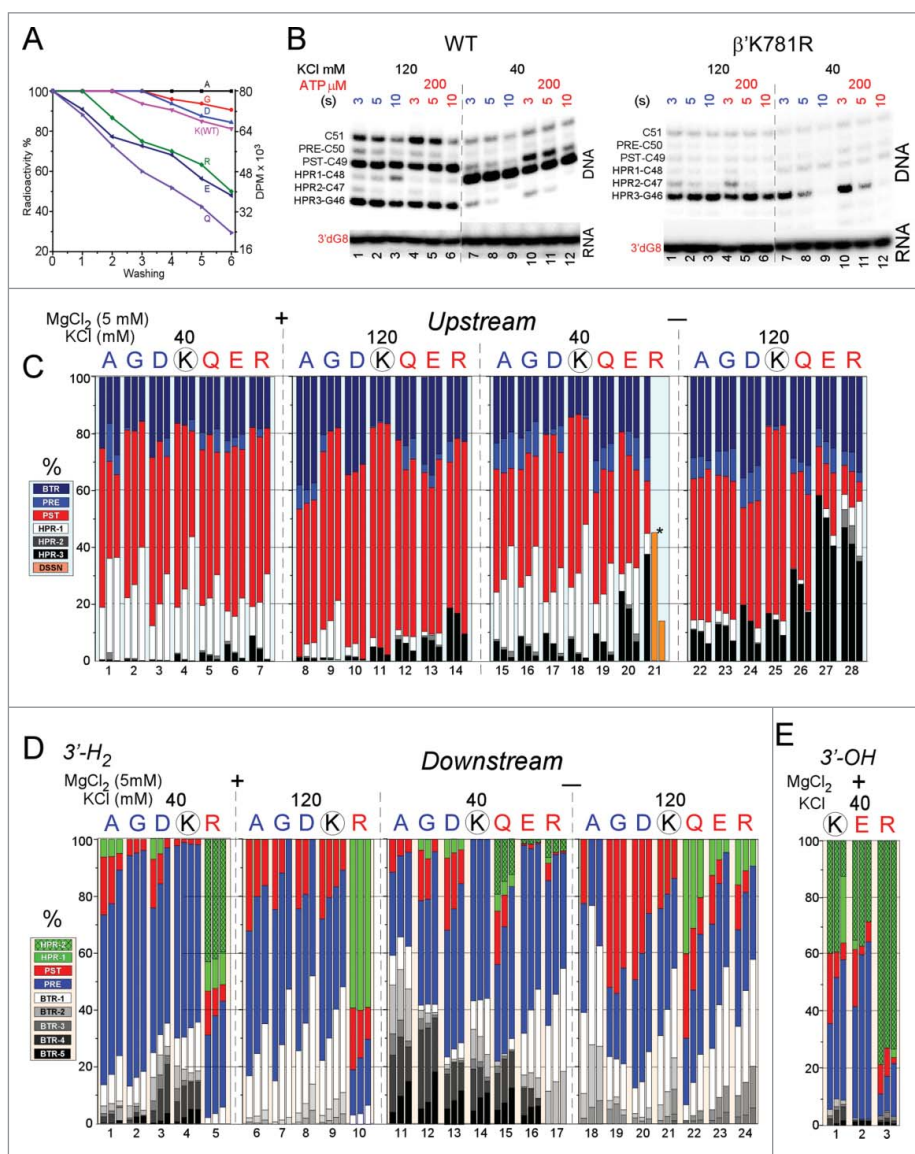 A
Radioactivity %
100
80
60
40
20
0 1 2 3 4 5 6
Washing
80
64
48
40
32
24
16
DPM x 10³
A
G
D
K(WT)
R
E
Q
B
WT
β'K781R
KCl mM 120 40
ATP µM 200 200
(s) 3 5 10 3 5 10 3 5 10 3 5 10
C51
PRE-C50
PST-C49
HPR1-C48
HPR2-C47
HPR3-G46
3'dG8
1 2 3 4 5 6 7 8 9 10 11 12
DNA
RNA
120 40
200 200
(s) 3 5 10 3 5 10 3 5 10 3 5 10
C51
PRE-C50
PST-C49
HPR1-C48
HPR2-C47
HPR3-G46
3'dG8
1 2 3 4 5 6 7 8 9 10 11 12
DNA
RNA
MgCl₂ (5 mM) + Upstream —
KCl (mM) 40 120 40 120
A G D K Q E R A G D K Q E R A G D K Q E R A G D K Q E R
C
100
80
60
40
20
0
%
BTR
PRE
PST
HPR-1
HPR-2
HPR-3
DSSN
*
1 2 3 4 5 6 7 8 9 10 11 12 13 14 15 16 17 18 19 20 21 22 23 24 25 26 27 28
D
3'-H₂
Downstream
MgCl₂ (5mM) + —
KCl (mM) 40 120 40 120
A G D K R A G D K R A G D K Q E R A G D K Q E R
100
80
60
40
20
0
%
HPR-2
HPR-1
PST
PRE
BTR-1
BTR-2
BTR-3
BTR-4
BTR-5
1 2 3 4 5 6 7 8 9 10 11 12 13 14 15 16 17 18 19 20 21 22 23 24
E
3'-OH
MgCl₂ +
KCl 40
K E R
100
80
60
40
20
0
1 2 3